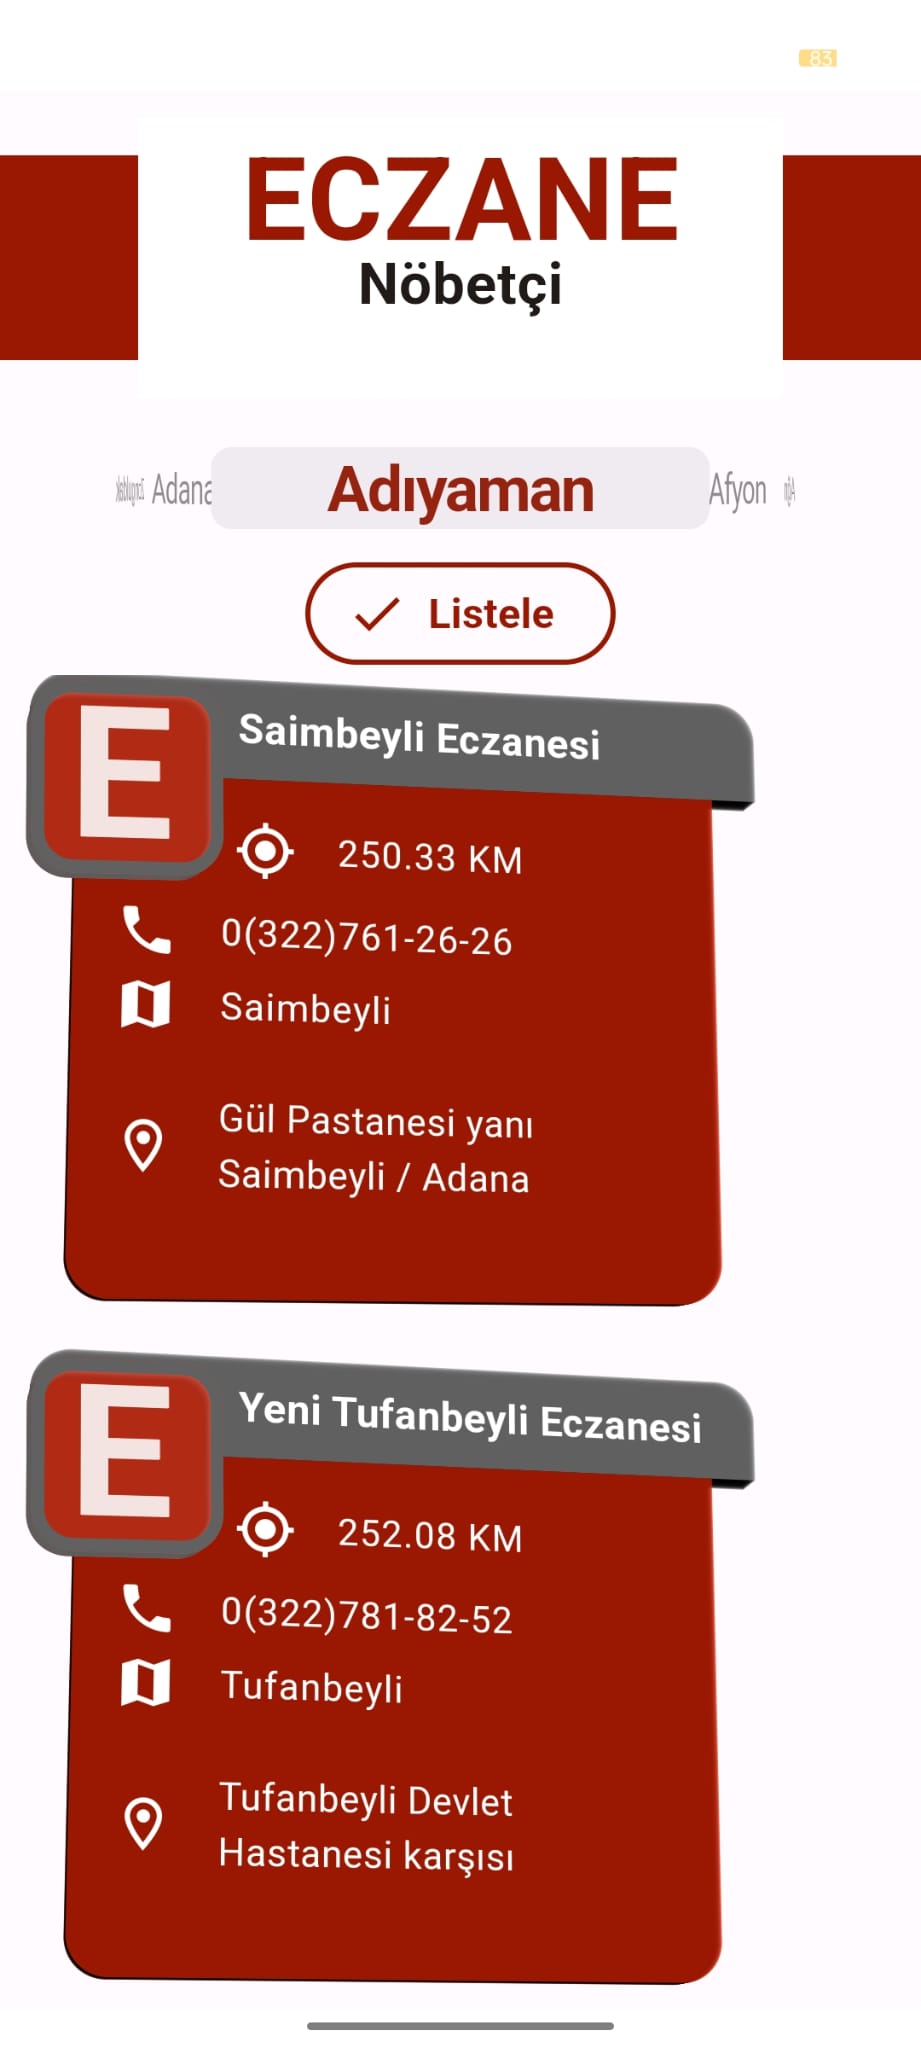 83
ECZANE
Nöbetçi
Adana Adıyaman Afyon
Listele
E Saimbeyli Eczanesi
250.33 KM
0(322)761-26-26
Saimbeyli
Gül Pastanesi yanı
Saimbeyli / Adana
E Yeni Tufanbeyli Eczanesi
252.08 KM
0(322)781-82-52
Tufanbeyli
Tufanbeyli Devlet
Hastanesi karşısı